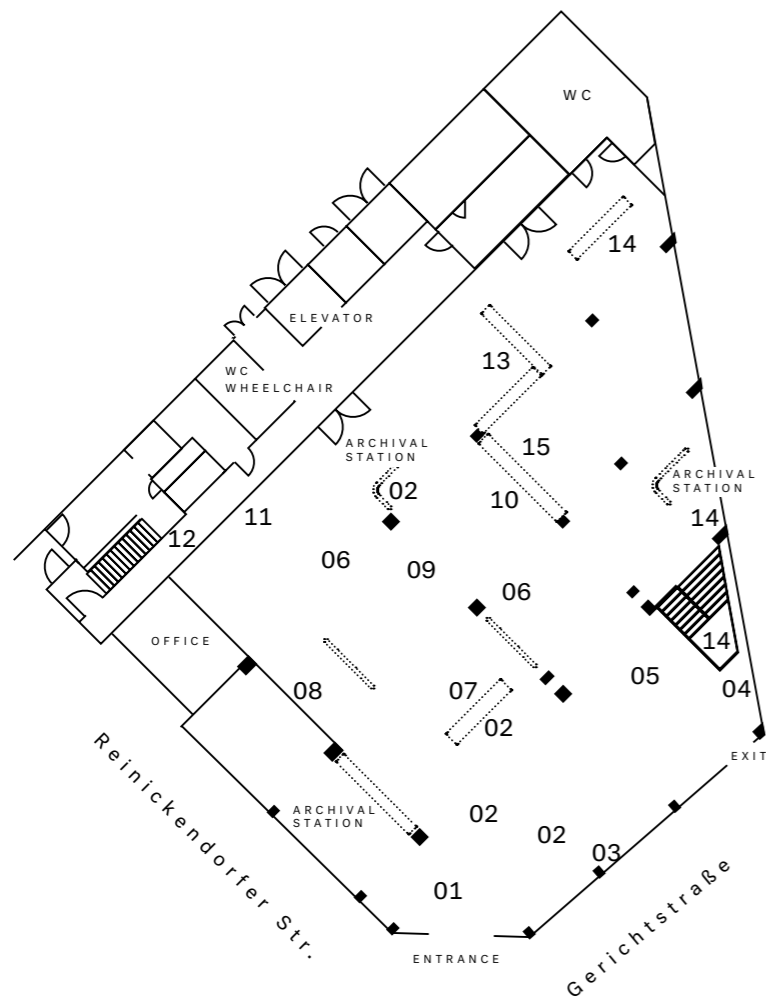 WC
14
ELEVATOR
13
WC
WHEELCHAIR
ARCHIVAL
STATION
15
ARCHIVAL
STATION
02
10
11
14
12
06
09
06
OFFICE
14
05
08
07
04
02
EXIT
Reinickendorfer Str.
ARCHIVAL
STATION
02
02
03
01
Gerichtstraße
ENTRANCE